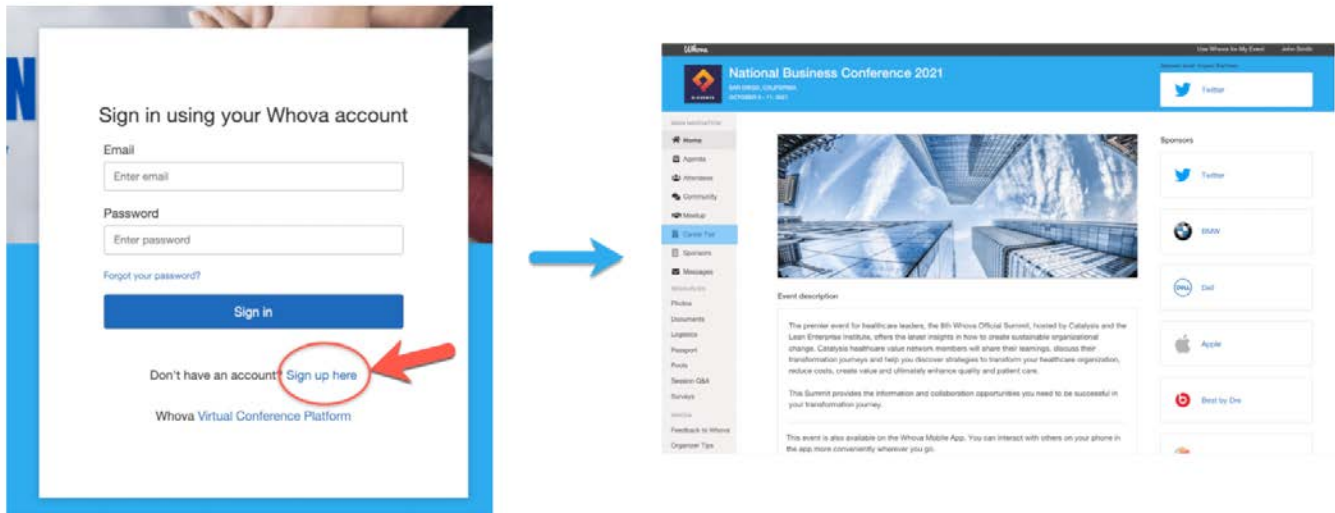 N
Sign in using your Whova account
Email
Enter email
Password
Enter password
Forgot your password?
Sign in
Don't have an account? Sign up here
Whova Virtual Conference Platform
Whova
Use Whova for My Event
John Smith
National Business Conference 2021
SAN DIEGO, CALIFORNIA
MAIN NAVIGATION
Home
Agenda
Attendees
Community
Meetup
Career Fair
Sponsors
Messages
RESOURCES
Photos
Documents
Logistics
Passport
Polls
Session Q&A
Surveys
WHOVA
Feedback to Whova
Organizer Tips
Event description
The premier event for healthcare leaders, the 8th Whova Official Summit, hosted by Catalysis and the
Lean Enterprise Institute, offers the latest insights in how to create sustainable organizational
change. Catalysis healthcare value network members will share their learnings, discuss their
transformation journeys and help you discover strategies to transform your healthcare organization,
reduce costs, create value and ultimately enhance quality and patient care.
This Summit provides the information and collaboration opportunities you need to be successful in
your transformation journey.
This event is also available on the Whova Mobile App. You can interact with others on your phone in
the app more conveniently wherever you go.
Twitter
Sponsors
Twitter
BMW
DELL
Dell
Apple
Best by Dre